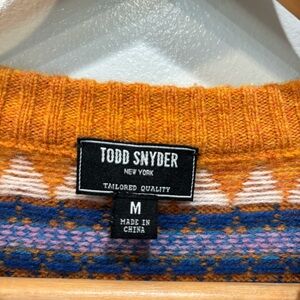 TODD SNYDER
NEW YORK
TAILORED QUALITY
M
MADE IN
CHINA